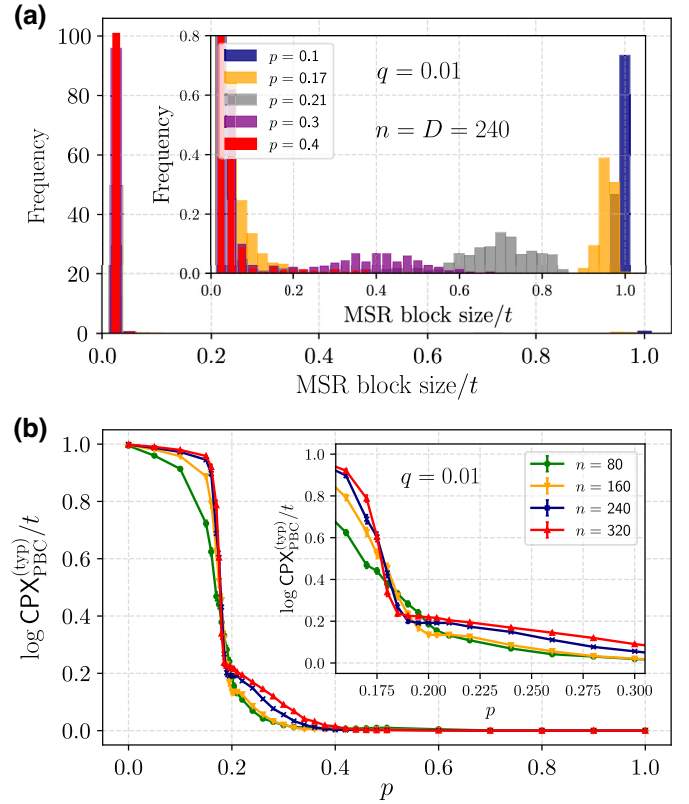 (a)
100
80
60
40
20
0
Frequency
0.0 0.2 0.4 0.6 0.8 1.0
MSR block size/t
0.8
0.6
0.4
0.2
0.0
Frequency
0.0 0.2 0.4 0.6 0.8 1.0
MSR block size/t
p = 0.1
p = 0.17
p = 0.21
p = 0.3
p = 0.4
q = 0.01
n = D = 240
(b)
1.0
0.8
0.6
0.4
0.2
0.0
log CPX_PBC^(typ)/t
0.0 0.2 0.4 0.6 0.8 1.0
p
1.0
0.8
0.6
0.4
0.2
0.0
log CPX_PBC^(typ)/t
0.175 0.200 0.225 0.250 0.275 0.300
p
q = 0.01
n = 80
n = 160
n = 240
n = 320